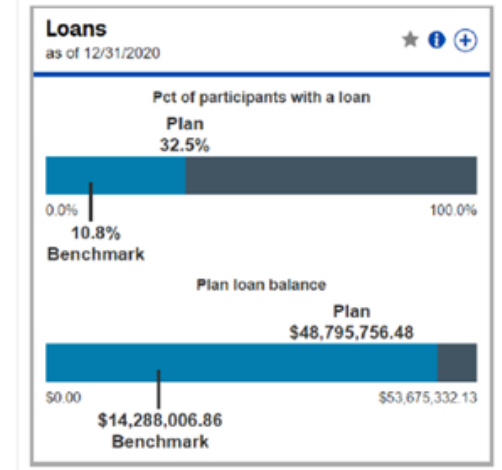 Loans
as of 12/31/2020
Pct of participants with a loan
Plan
32.5%
0.0%
100.0%
10.8%
Benchmark
Plan loan balance
Plan
$48,795,756.48
$0.00
$53,675,332.13
$14,288,006.86
Benchmark